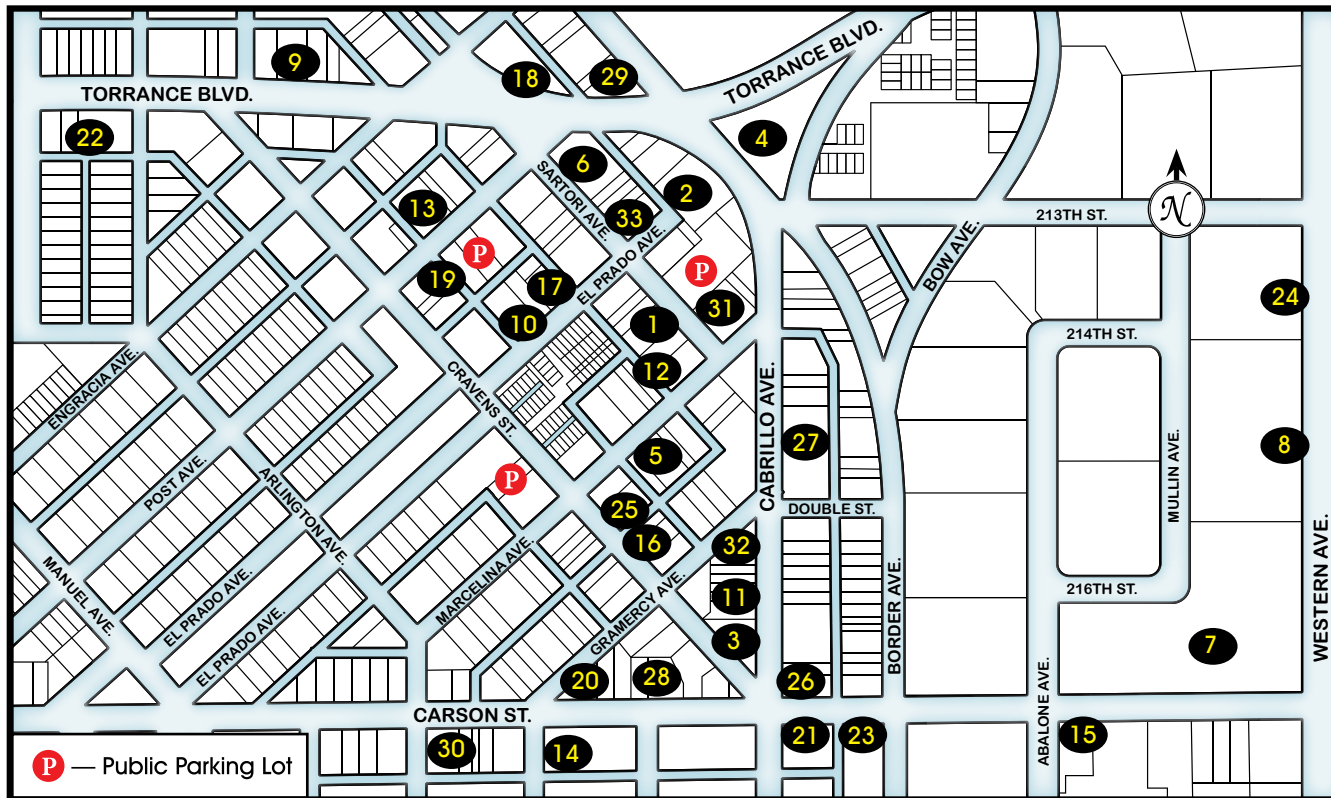 9
18
29
TORRANCE BLVD.
TORRANCE BLVD.
22
4
6
SARTORI AVE.
2
13
33
213TH ST.
N
P
19
17
EL PRADO AVE.
P
31
BOW AVE.
24
10
1
214TH ST.
ENGRACIA AVE.
CRAVENS ST.
12
CABRILLO AVE.
27
8
POST AVE.
ARLINGTON AVE.
P
5
MULLIN AVE.
25
DOUBLE ST.
16
32
MANUEL AVE.
EL PRADO AVE.
MARCELINA AVE.
GRAMERCY AVE.
11
BORDER AVE.
216TH ST.
WESTERN AVE.
EL PRADO AVE.
3
7
20
28
26
CARSON ST.
30
14
21
23
ABALONE AVE.
15
P — Public Parking Lot